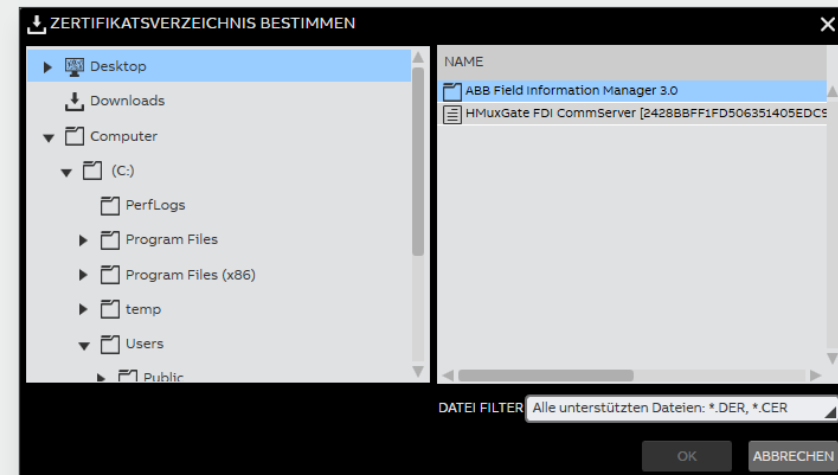 ZERTIFIKATSVERZEICHNIS BESTIMMEN
Desktop
Downloads
Computer
(C:)
PerfLogs
Program Files
Program Files (x86)
temp
Users
Public
NAME
ABB Field Information Manager 3.0
HMuxGate FDI CommServer [2428BBFF1FD506351405EDC9
DATEI FILTER Alle unterstützten Dateien: *.DER, *.CER
OK ABBRECHEN